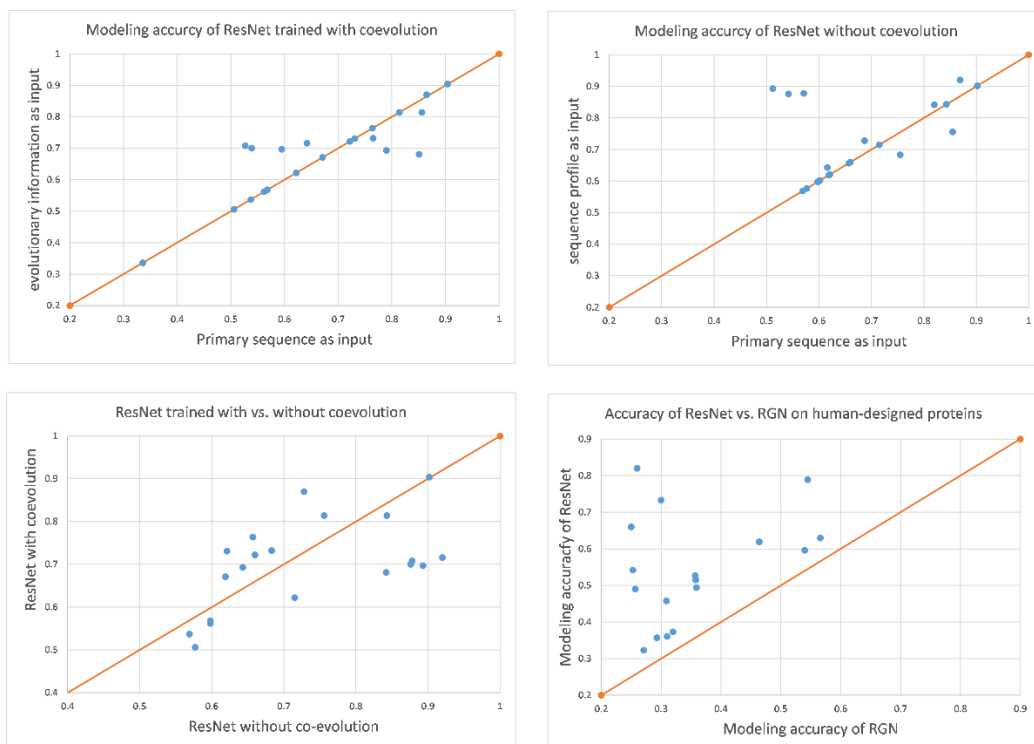 Modeling accurcy of ResNet trained with coevolution
evolutionary information as input
1
0.9
0.8
0.7
0.6
0.5
0.4
0.3
0.2
0.2 0.3 0.4 0.5 0.6 0.7 0.8 0.9 1
Primary sequence as input
Modeling accurcy of ResNet without coevolution
sequence profile as input
1
0.9
0.8
0.7
0.6
0.5
0.4
0.3
0.2
0.2 0.3 0.4 0.5 0.6 0.7 0.8 0.9 1
Primary sequence as input
ResNet trained with vs. without coevolution
ResNet with coevolution
1
0.9
0.8
0.7
0.6
0.5
0.4
0.4 0.5 0.6 0.7 0.8 0.9 1
ResNet without co-evolution
Accuracy of ResNet vs. RGN on human-designed proteins
Modeling accuracfy of ResNet
0.9
0.8
0.7
0.6
0.5
0.4
0.3
0.2
0.2 0.3 0.4 0.5 0.6 0.7 0.8 0.9
Modeling accuracy of RGN